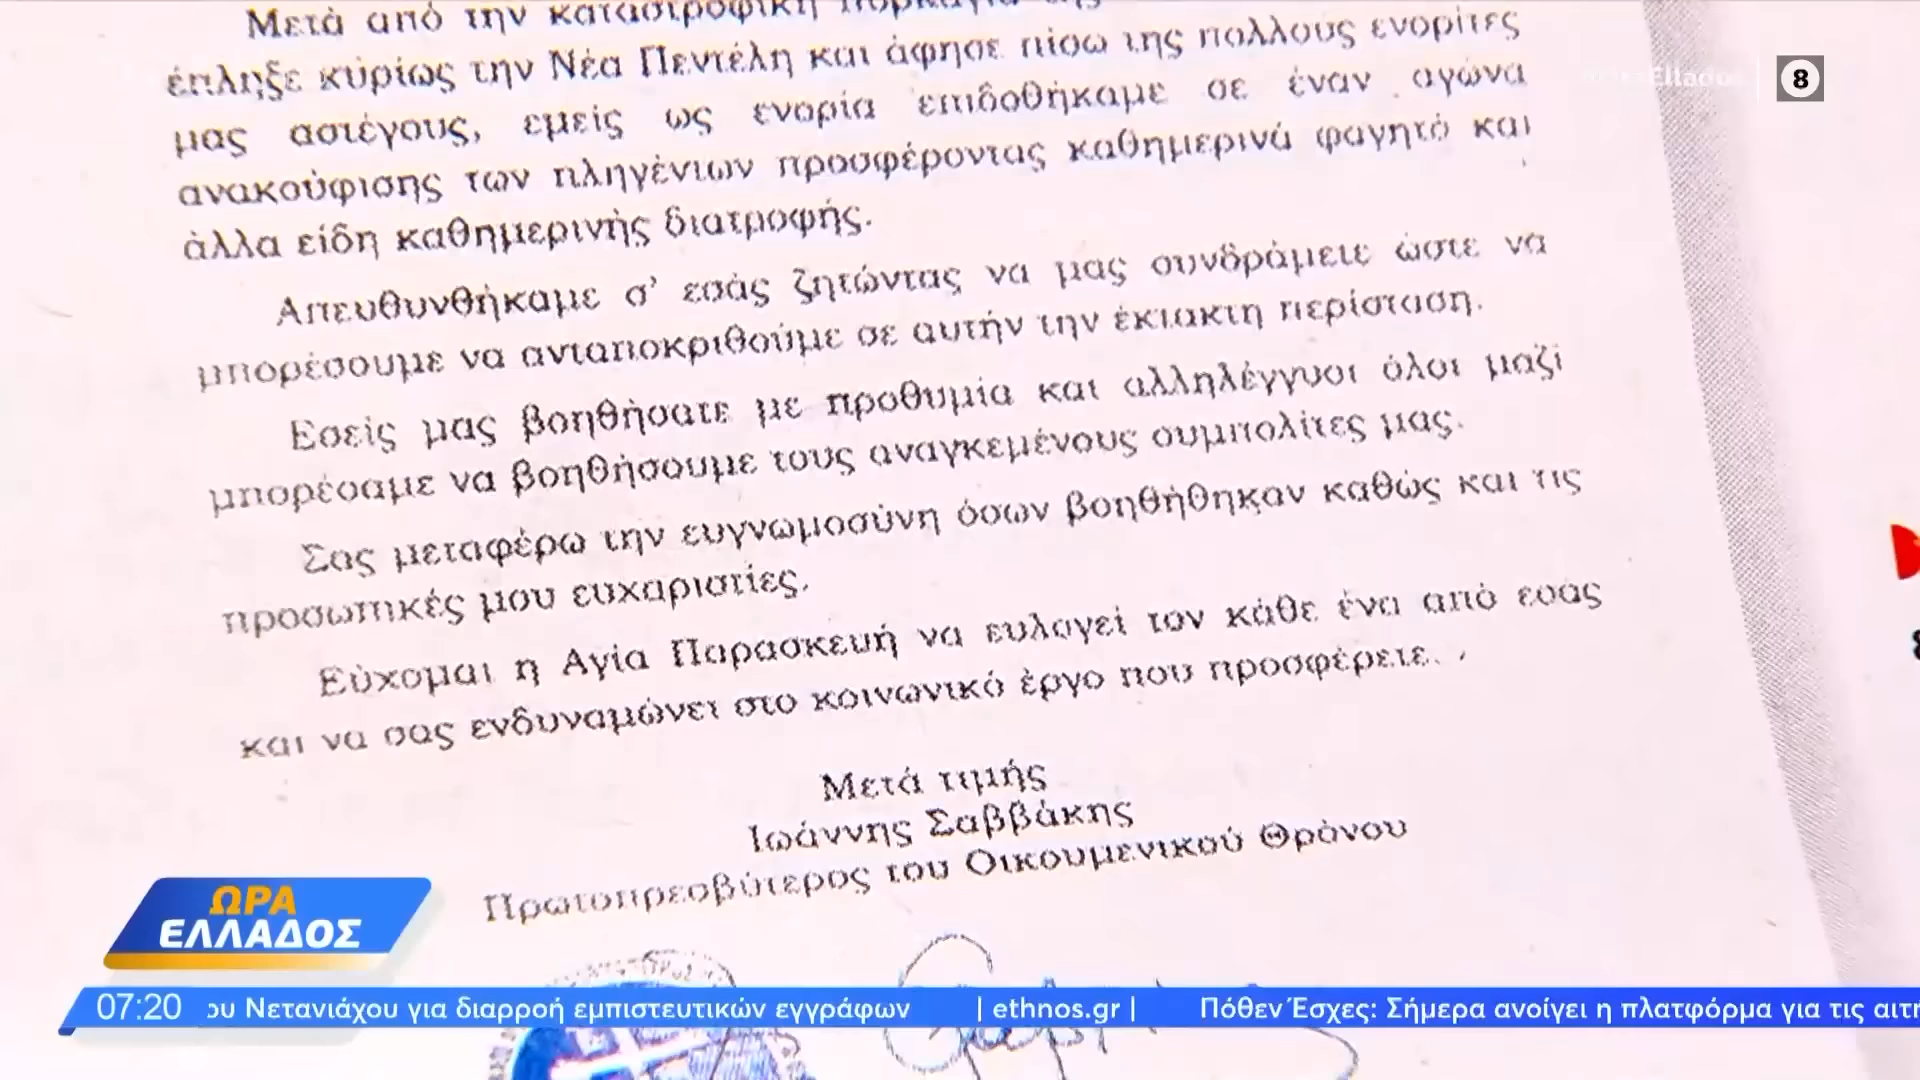 Μετά από την καταστροφική πυρκαγιά
έπληξε κύρίως την Νέα Πεντέλη και άφησε πίσω της πολλούς ενορίτες
μας αστέγους, εμείς ως ενορία επιδοθήκαμε σε έναν αγώνα
ανακούφισης των πληγέντων προσφέροντας καθημερινά φαγητό και
άλλα είδη καθημερινής διατροφής.
Απευθυνθήκαμε σ’ εσάς ζητώντας να μας συνδράμετε ώστε να
μπορέσουμε να ανταποκριθούμε σε αυτήν την έκτακτη περίσταση.
Εσείς μας βοηθήσατε με προθυμία και αλληλέγγυοι όλοι μαζί
μπορέσαμε να βοηθήσουμε τους αναγκεμένους συμπολίτες μας.
Σας μεταφέρω την ευγνωμοσύνη όσων βοηθήθηκαν καθώς και τις
προσωπικές μου ευχαριστίες.
Εύχομαι η Αγία Παρασκευή να ευλογεί τον κάθε ένα από εσάς
και να σας ενδυναμώνει στο κοινωνικό έργο που προσφέρετε.
Μετά τιμής
Ιωάννης Σαββάκης
Πρωτοπρεσβύτερος του Οικουμενικού Θρόνου
8
ΩΡΑ
ΕΛΛΑΔΟΣ
07:20 ου Νετανιάχου για διαρροή εμπιστευτικών εγγράφων | ethnos.gr | Πόθεν Έσχες: Σήμερα ανοίγει η πλατφόρμα για τις αιτη